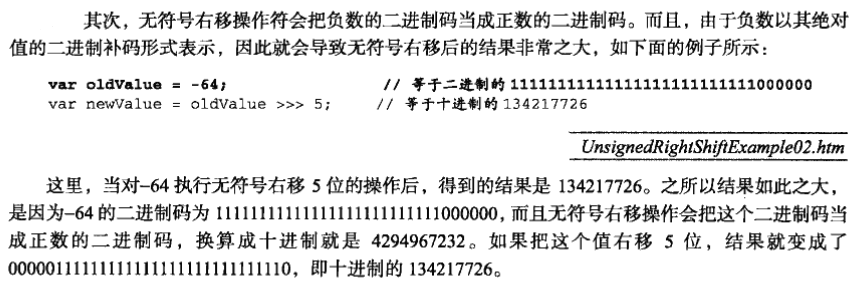 其次，无符号右移操作符会把负数的二进制码当成正数的二进制码。而且，由于负数以其绝对
值的二进制补码形式表示，因此就会导致无符号右移后的结果非常之大，如下面的例子所示：
var oldValue = -64; // 等于二进制的 11111111111111111111111111000000
var newValue = oldValue >>> 5; // 等于十进制的 134217726
UnsignedRightShiftExample02.htm
这里，当对–64 执行无符号右移 5 位的操作后，得到的结果是 134217726。之所以结果如此之大，
是因为–64 的二进制码为 11111111111111111111111111000000，而且无符号右移操作会把这个二进制码当
成正数的二进制码，换算成十进制就是 4294967232。如果把这个值右移 5 位，结果就变成了
00000111111111111111111111111110，即十进制的 134217726。